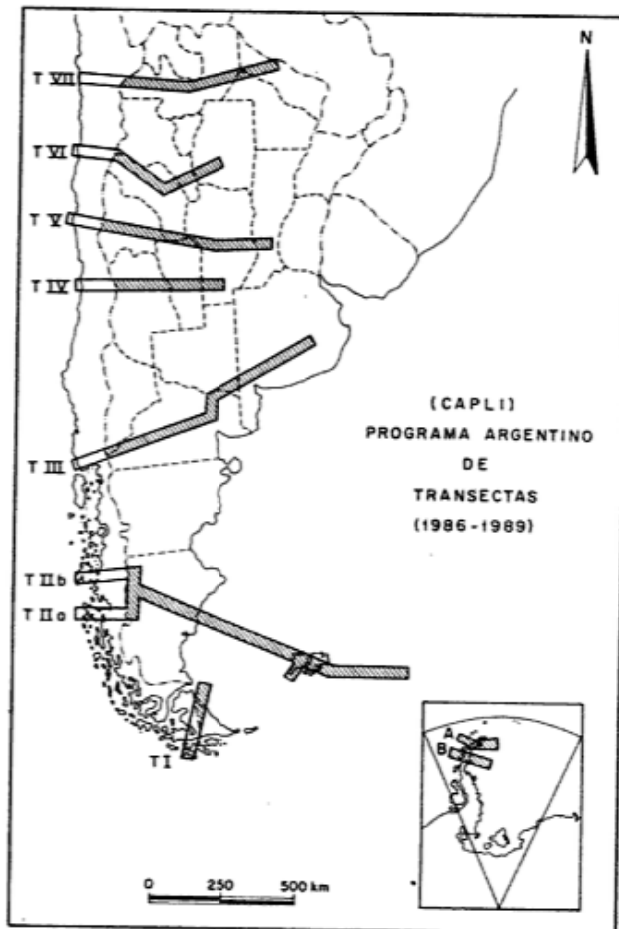 N
T VII
T VI
T V
T IV
(CAPLI)
PROGRAMA ARGENTINO
DE
TRANSECTAS
(1986-1989)
T III
T IIb
T IIa
T I
A
B
0 250 500 km